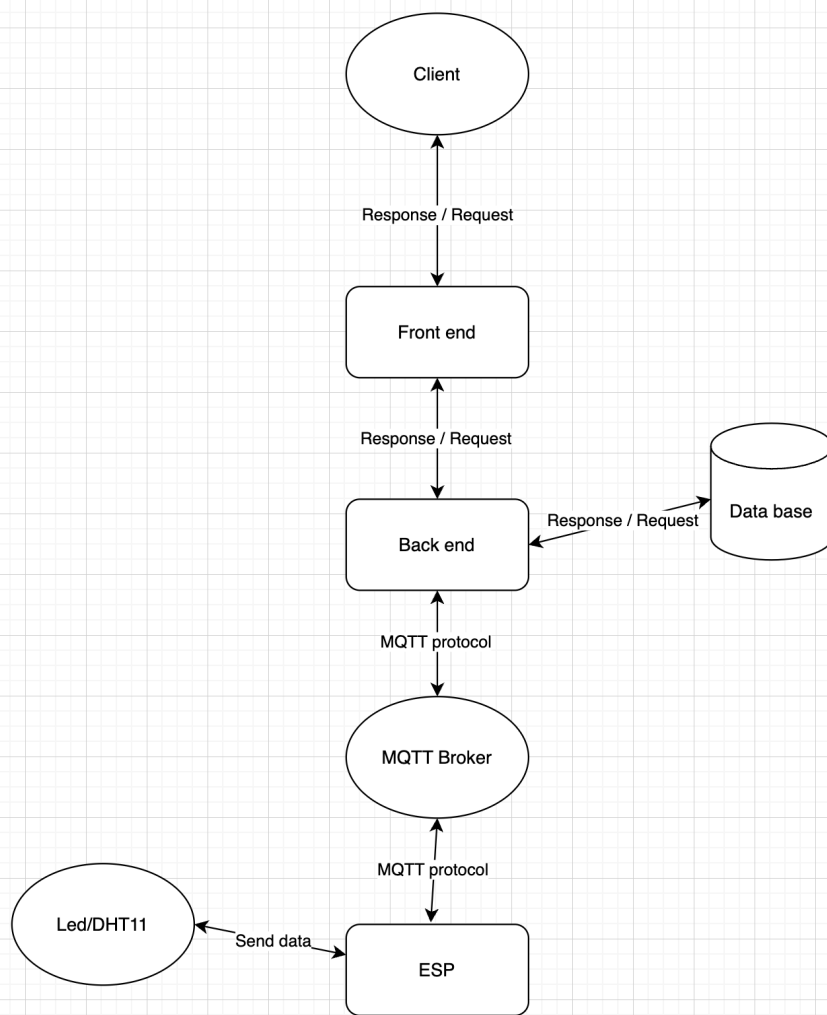 Client
Response / Request
Front end
Response / Request
Back end
Response / Request
Data base
MQTT protocol
MQTT Broker
MQTT protocol
Led/DHT11
Send data
ESP